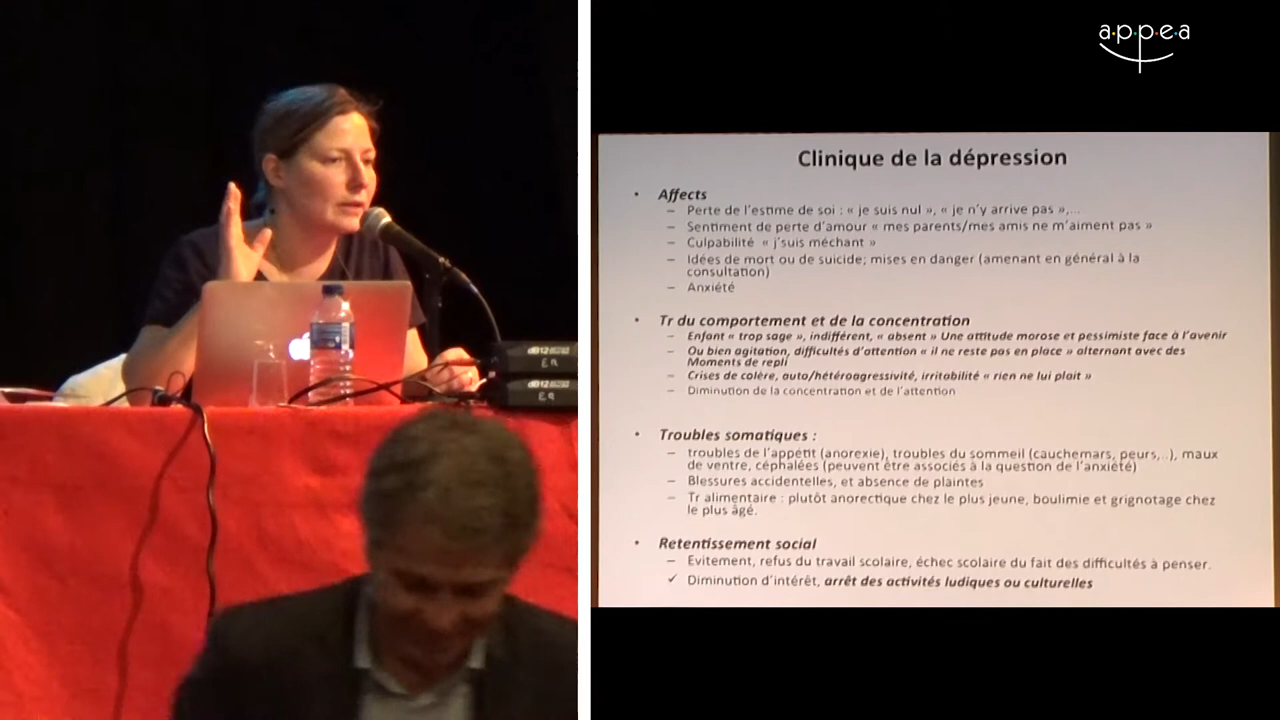 a·p·p·e·a
Clinique de la dépression
• Affects
– Perte de l'estime de soi : « je suis nul », « je n'y arrive pas »,...
– Sentiment de perte d'amour « mes parents/mes amis ne m'aiment pas »
– Culpabilité « j'suis méchant »
– Idées de mort ou de suicide; mises en danger (amenant en général à la
consultation)
– Anxiété
• Tr du comportement et de la concentration
– Enfant « trop sage », indifférent, « absent » Une attitude morose et pessimiste face à l'avenir
– Ou bien agitation, difficultés d'attention « il ne reste pas en place » alternant avec des
Moments de repli
– Crises de colère, auto/hétéroagressivité, irritabilité « rien ne lui plait »
– Diminution de la concentration et de l'attention
• Troubles somatiques :
– troubles de l'appétit (anorexie), troubles du sommeil (cauchemars, peurs,..), maux
de ventre, céphalées (peuvent être associés à la question de l'anxiété)
– Blessures accidentelles, et absence de plaintes
– Tr alimentaire : plutôt anorectique chez le plus jeune, boulimie et grignotage chez
le plus âgé.
• Retentissement social
– Evitement, refus du travail scolaire, échec scolaire du fait des difficultés à penser.
✓ Diminution d'intérêt, arrêt des activités ludiques ou culturelles